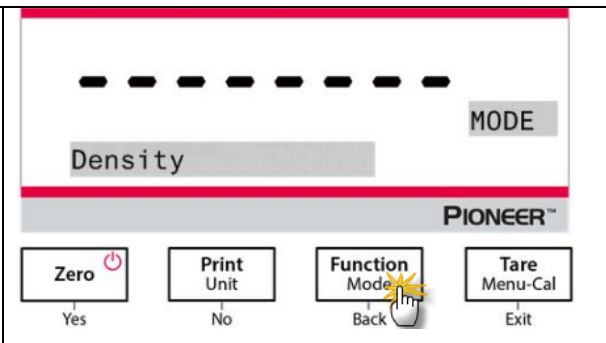 --------
MODE
Density
PIONEER™
Zero
Print
Unit
Function
Mode
Tare
Menu-Cal
Yes
No
Back
Exit